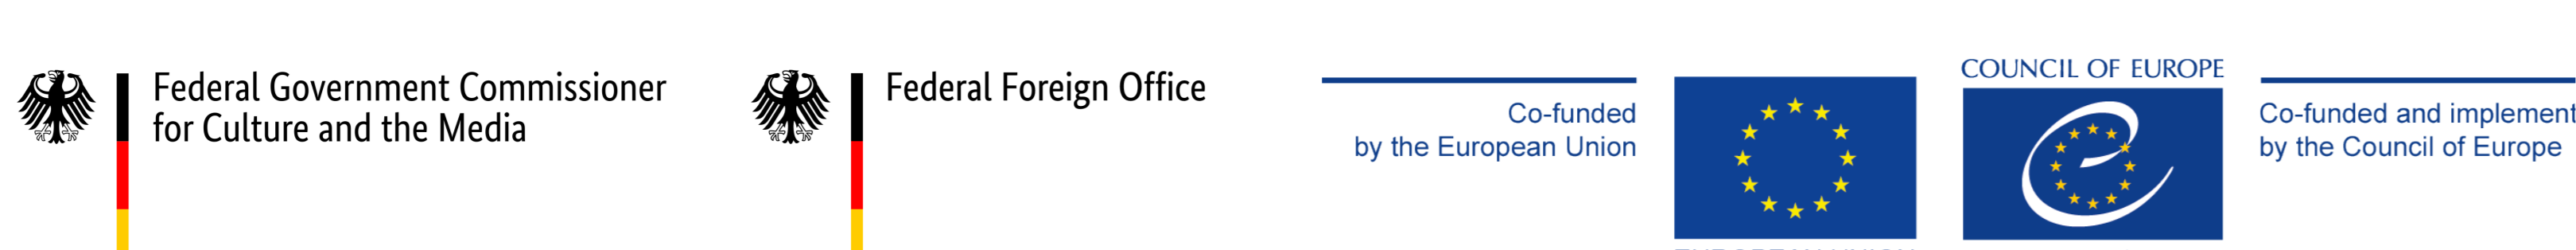 Federal Government Commissioner
for Culture and the Media
Federal Foreign Office
Co-funded
by the European Union
COUNCIL OF EUROPE
Co-funded and implement
by the Council of Europe